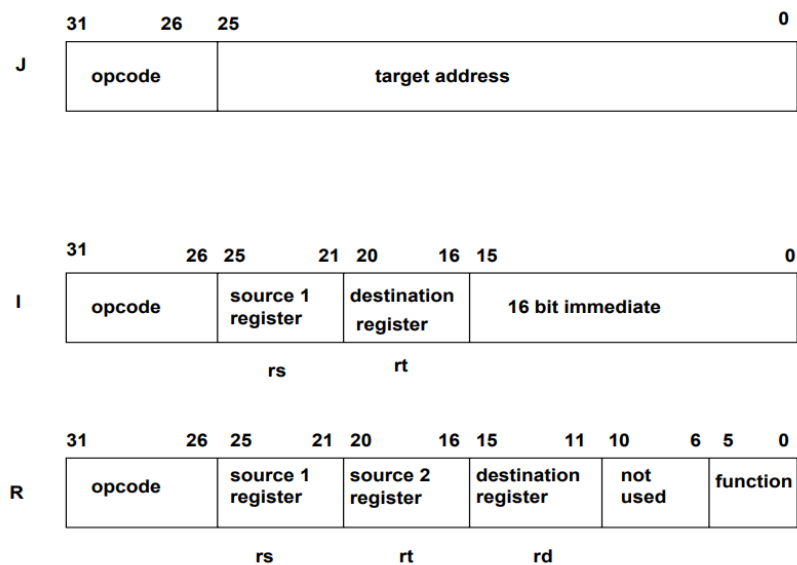 31 26 25 0
J opcode target address
31 26 25 21 20 16 15 0
I opcode source 1 register destination register 16 bit immediate
rs rt
31 26 25 21 20 16 15 11 10 6 5 0
R opcode source 1 register source 2 register destination register not used function
rs rt rd